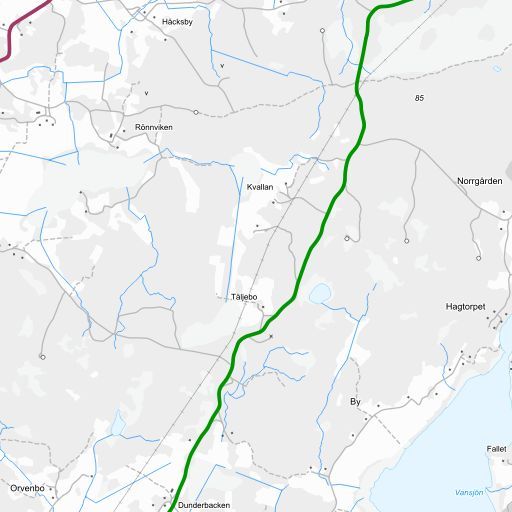 Häcksby
85
Rönnviken
Norrgården
Kvallan
Täljebo
Hagtorpet
By
Fallet
Orvenbo
Vansjön
Dunderbacken